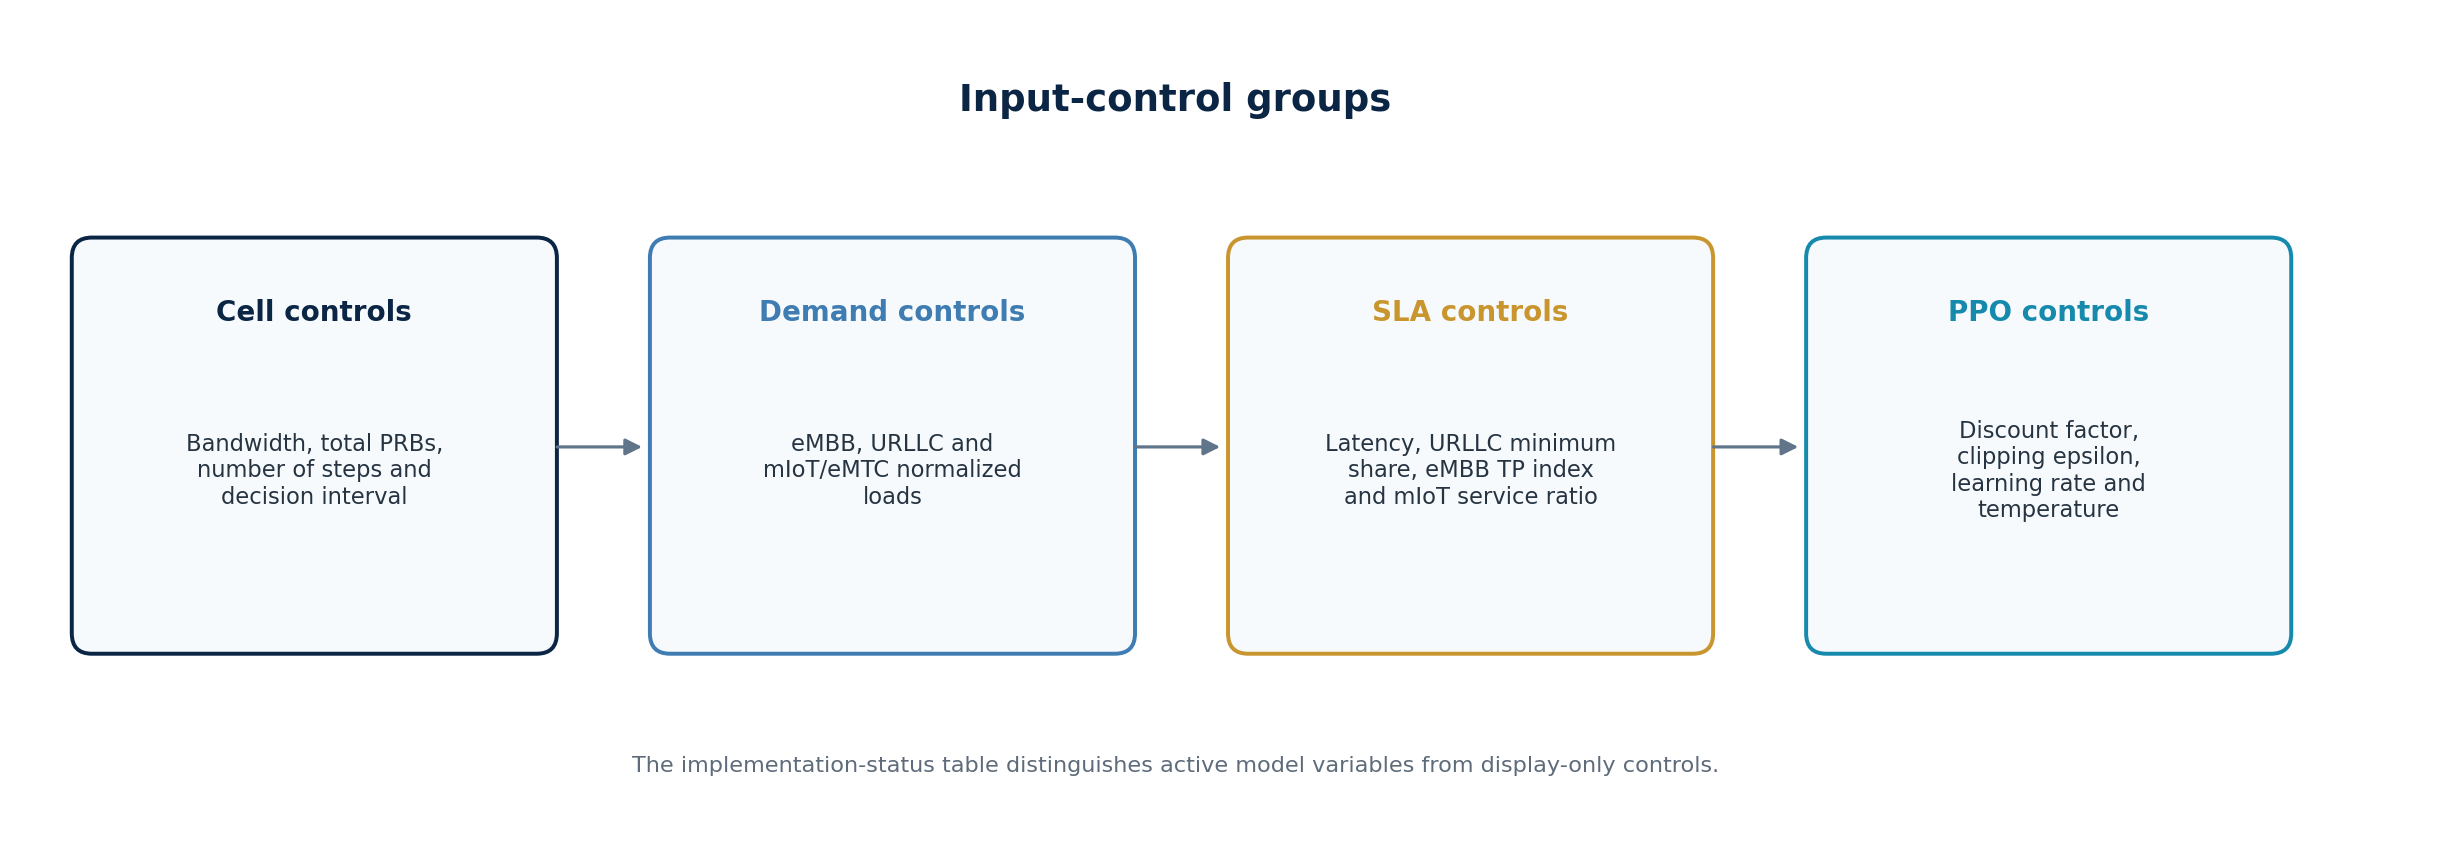 Input-control groups
Cell controls
Bandwidth, total PRBs,
number of steps and
decision interval
Demand controls
eMBB, URLLC and
mIoT/eMTC normalized
loads
SLA controls
Latency, URLLC minimum
share, eMBB TP index
and mIoT service ratio
PPO controls
Discount factor,
clipping epsilon,
learning rate and
temperature
The implementation-status table distinguishes active model variables from display-only controls.